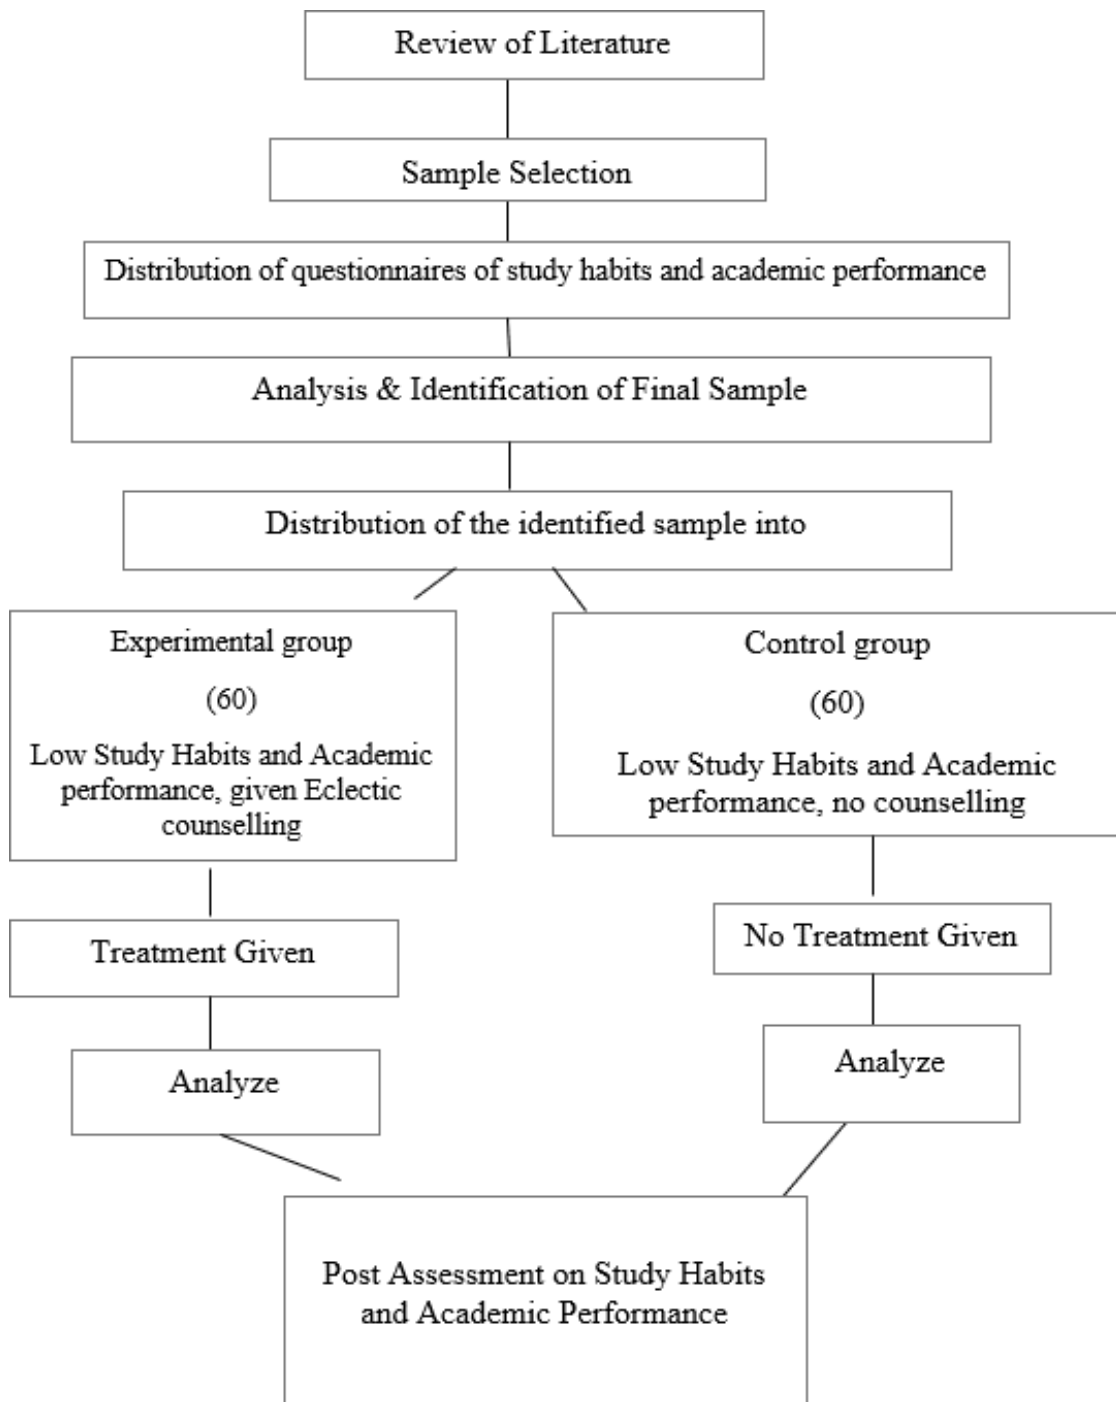 Review of Literature
Sample Selection
Distribution of questionnaires of study habits and academic performance
Analysis & Identification of Final Sample
Distribution of the identified sample into
Experimental group
(60)
Low Study Habits and Academic
performance, given Eclectic
counselling
Control group
(60)
Low Study Habits and Academic
performance, no counselling
Treatment Given
No Treatment Given
Analyze
Analyze
Post Assessment on Study Habits
and Academic Performance